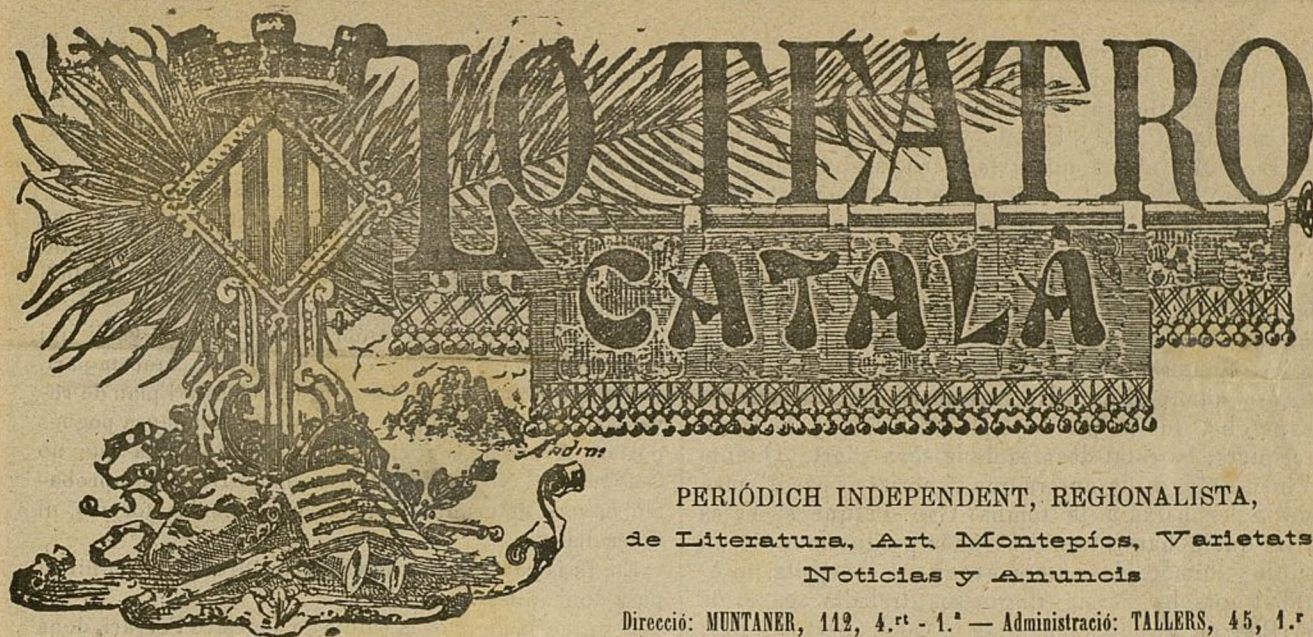 LO TEATRO
CATALÀ
PERIÓDICH INDEPENDENT, REGIONALISTA,
de Literatura, Art, Montepíos, Varietats
Noticias y Anuncis
Direcció: MUNTANER, 112, 4.rt - 1.ª — Administració: TALLERS, 45, 1.r